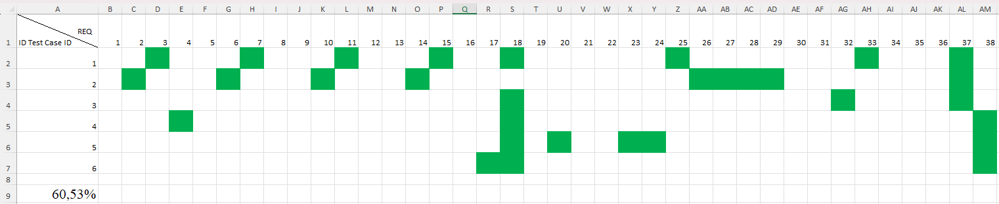 A B C D E F G H I J K L M N O P Q R S T U V W X Y Z AA AB AC AD AE AF AG AH AI AJ AK AL AM
REQ
1 ID Test Case ID 1 2 3 4 5 6 7 8 9 10 11 12 13 14 15 16 17 18 19 20 21 22 23 24 25 26 27 28 29 30 31 32 33 34 35 36 37 38
2 1
3 2
4 3
5 4
6 5
7 6
8
9 60,53%